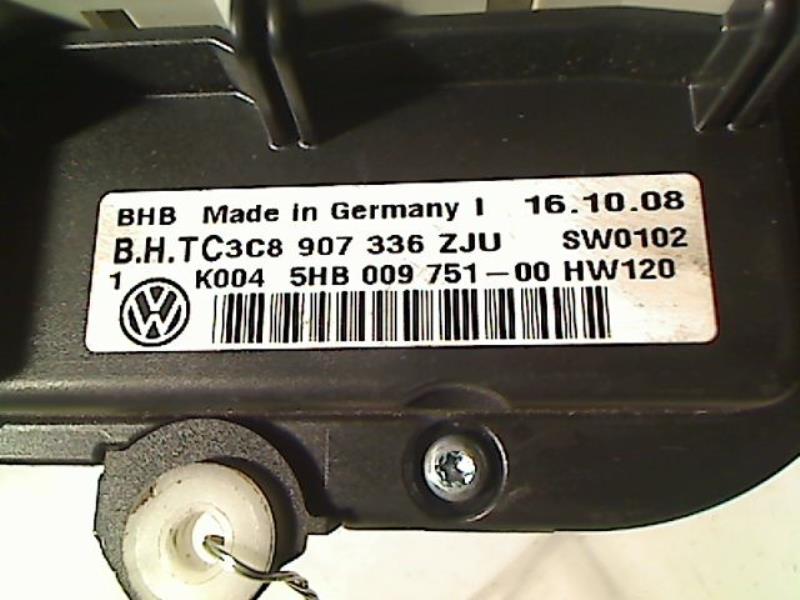 BHB Made in Germany I 16.10.08
B.H.TC3C8 907 336 ZJU SW0102
1 K004 5HB 009 751-00 HW120